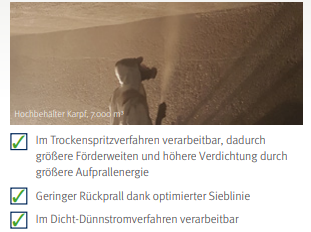 Hochbehälter Karpf, 7.000 m³
Im Trockenspritzverfahren verarbeitbar, dadurch
größere Förderweiten und höhere Verdichtung durch
größere Aufprallenergie
Geringer Rückprall dank optimierter Sieblinie
Im Dicht-Dünnstromverfahren verarbeitbar